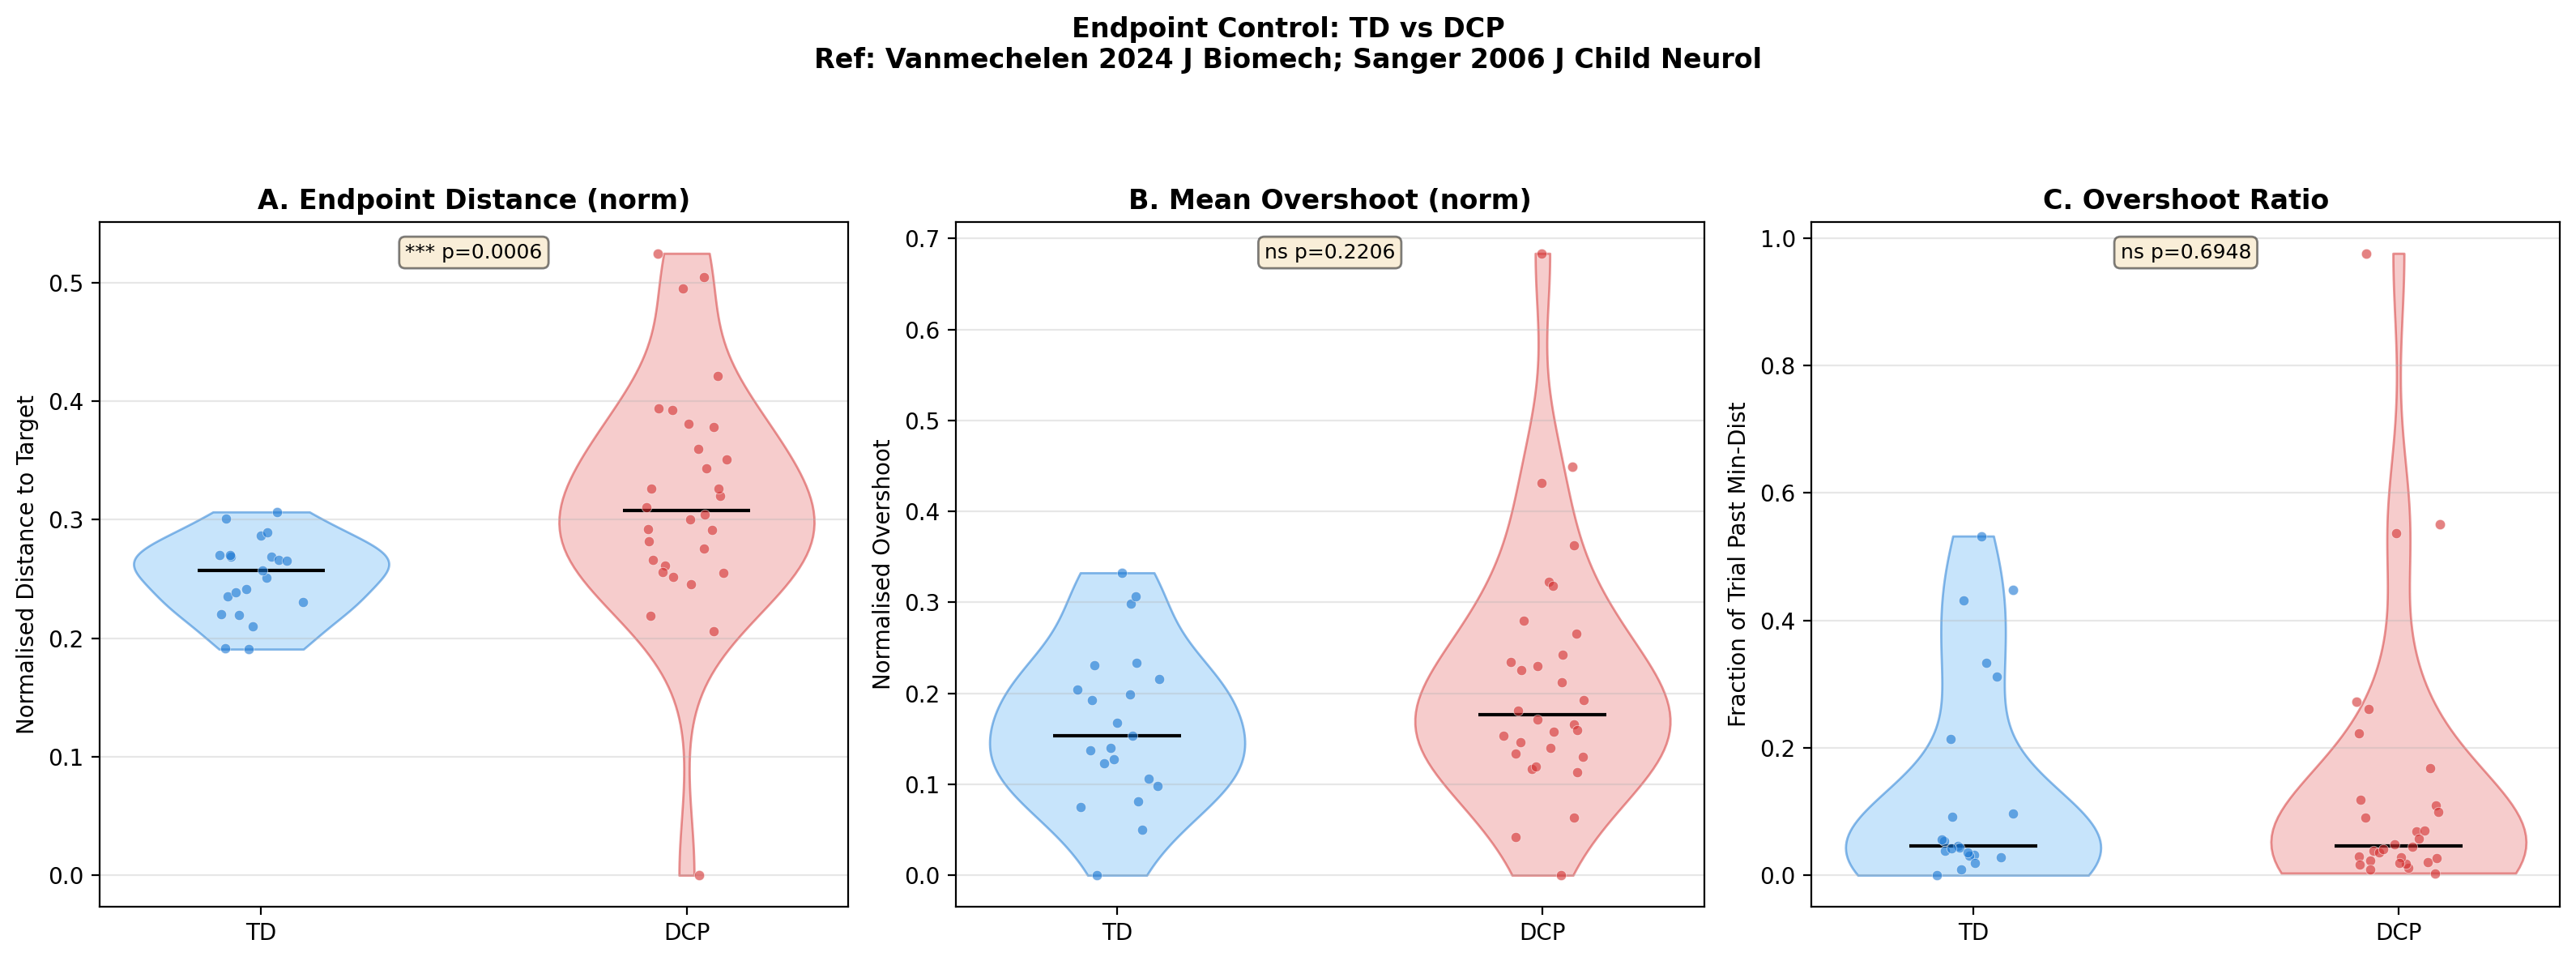 Endpoint Control: TD vs DCP
Ref: Vanmechelen 2024 J Biomech; Sanger 2006 J Child Neurol
A. Endpoint Distance (norm)
*** p=0.0006
Normalised Distance to Target
0.5
0.4
0.3
0.2
0.1
0.0
TD
DCP
B. Mean Overshoot (norm)
ns p=0.2206
Normalised Overshoot
0.7
0.6
0.5
0.4
0.3
0.2
0.1
0.0
TD
DCP
C. Overshoot Ratio
ns p=0.6948
Fraction of Trial Past Min-Dist
1.0
0.8
0.6
0.4
0.2
0.0
TD
DCP